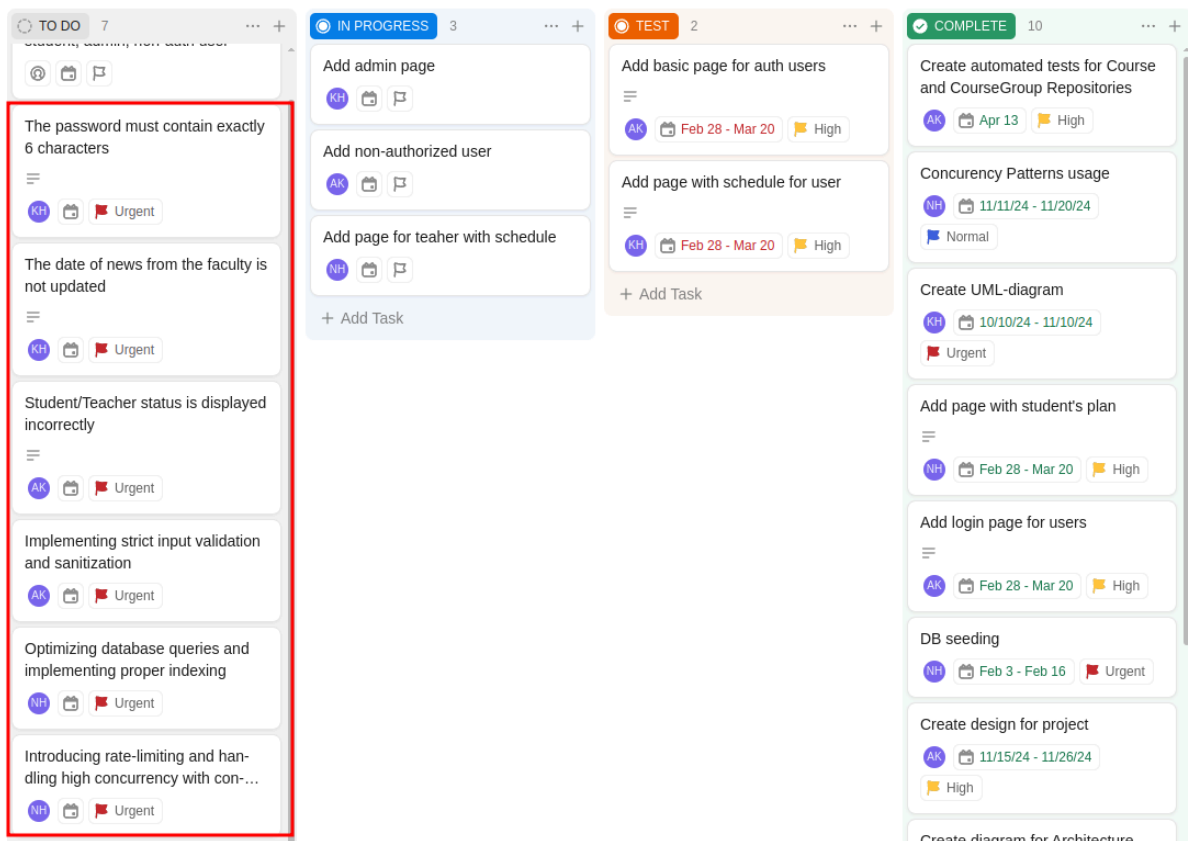 TO DO 7
student, admin, non-auth user
The password must contain exactly
6 characters
KH Urgent
The date of news from the faculty is
not updated
KH Urgent
Student/Teacher status is displayed
incorrectly
AK Urgent
Implementing strict input validation
and sanitization
AK Urgent
Optimizing database queries and
implementing proper indexing
NH Urgent
Introducing rate-limiting and han-
dling high concurrency with con-...
NH Urgent
IN PROGRESS 3
Add admin page
KH
Add non-authorized user
AK
Add page for teaher with schedule
NH
+ Add Task
TEST 2
Add basic page for auth users
AK Feb 28 - Mar 20 High
Add page with schedule for user
KH Feb 28 - Mar 20 High
+ Add Task
COMPLETE 10
Create automated tests for Course
and CourseGroup Repositories
AK Apr 13 High
Concurency Patterns usage
NH 11/11/24 - 11/20/24
Normal
Create UML-diagram
KH 10/10/24 - 11/10/24
Urgent
Add page with student's plan
NH Feb 28 - Mar 20 High
Add login page for users
AK Feb 28 - Mar 20 High
DB seeding
NH Feb 3 - Feb 16 Urgent
Create design for project
AK 11/15/24 - 11/26/24
High
Create diagram for Architecture